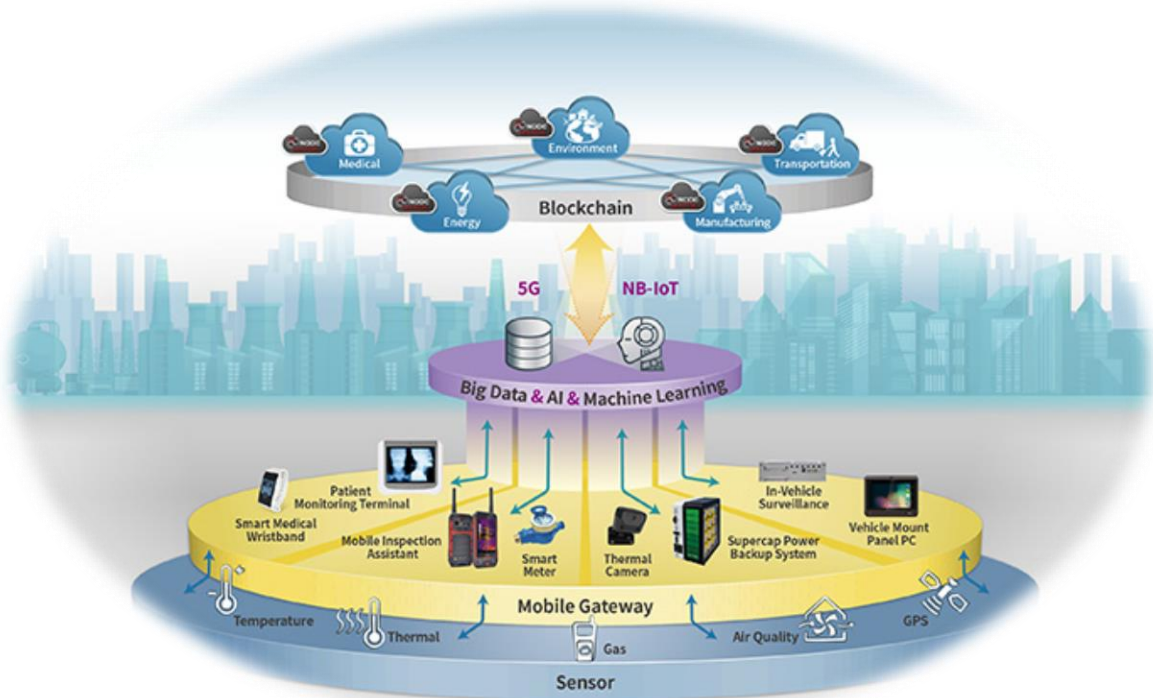 Medical
Environment
Transportation
Energy
Manufacturing
Blockchain
5G
NB-IoT
Big Data & AI & Machine Learning
Smart Medical
Wristband
Patient
Monitoring Terminal
Mobile Inspection
Assistant
Smart
Meter
Thermal
Camera
Supercap Power
Backup System
In-Vehicle
Surveillance
Vehicle Mount
Panel PC
Mobile Gateway
Temperature
Thermal
Gas
Air Quality
GPS
Sensor